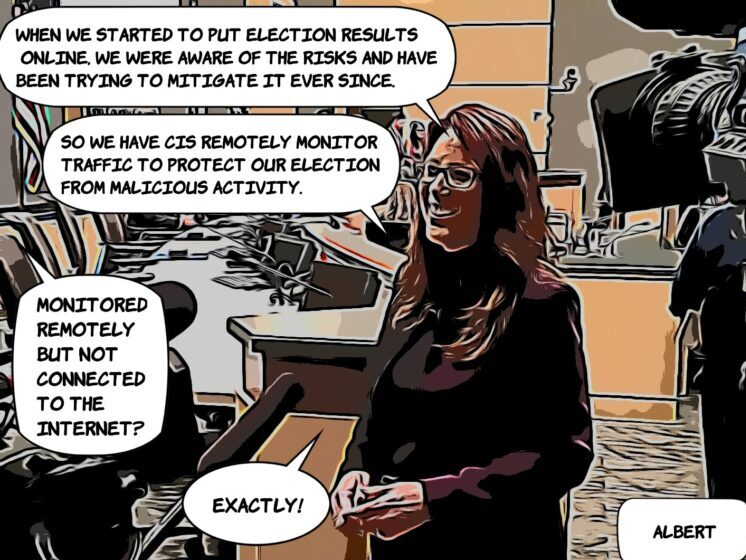 WHEN WE STARTED TO PUT ELECTION RESULTS
ONLINE, WE WERE AWARE OF THE RISKS AND HAVE
BEEN TRYING TO MITIGATE IT EVER SINCE.
SO WE HAVE CIS REMOTELY MONITOR
TRAFFIC TO PROTECT OUR ELECTION
FROM MALICIOUS ACTIVITY.
MONITORED
REMOTELY
BUT NOT
CONNECTED
TO THE
INTERNET?
EXACTLY!
ALBERT